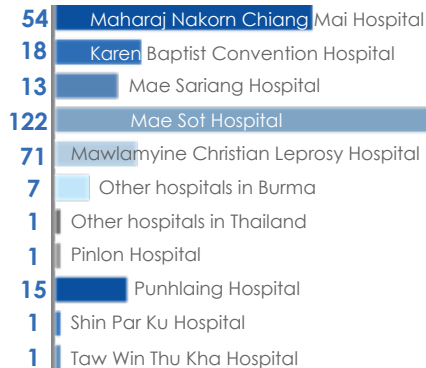 54 Maharaj Nakorn Chiang Mai Hospital
18 Karen Baptist Convention Hospital
13 Mae Sariang Hospital
122 Mae Sot Hospital
71 Mawlamyine Christian Leprosy Hospital
7 Other hospitals in Burma
1 Other hospitals in Thailand
1 Pinlon Hospital
15 Punhlaing Hospital
1 Shin Par Ku Hospital
1 Taw Win Thu Kha Hospital